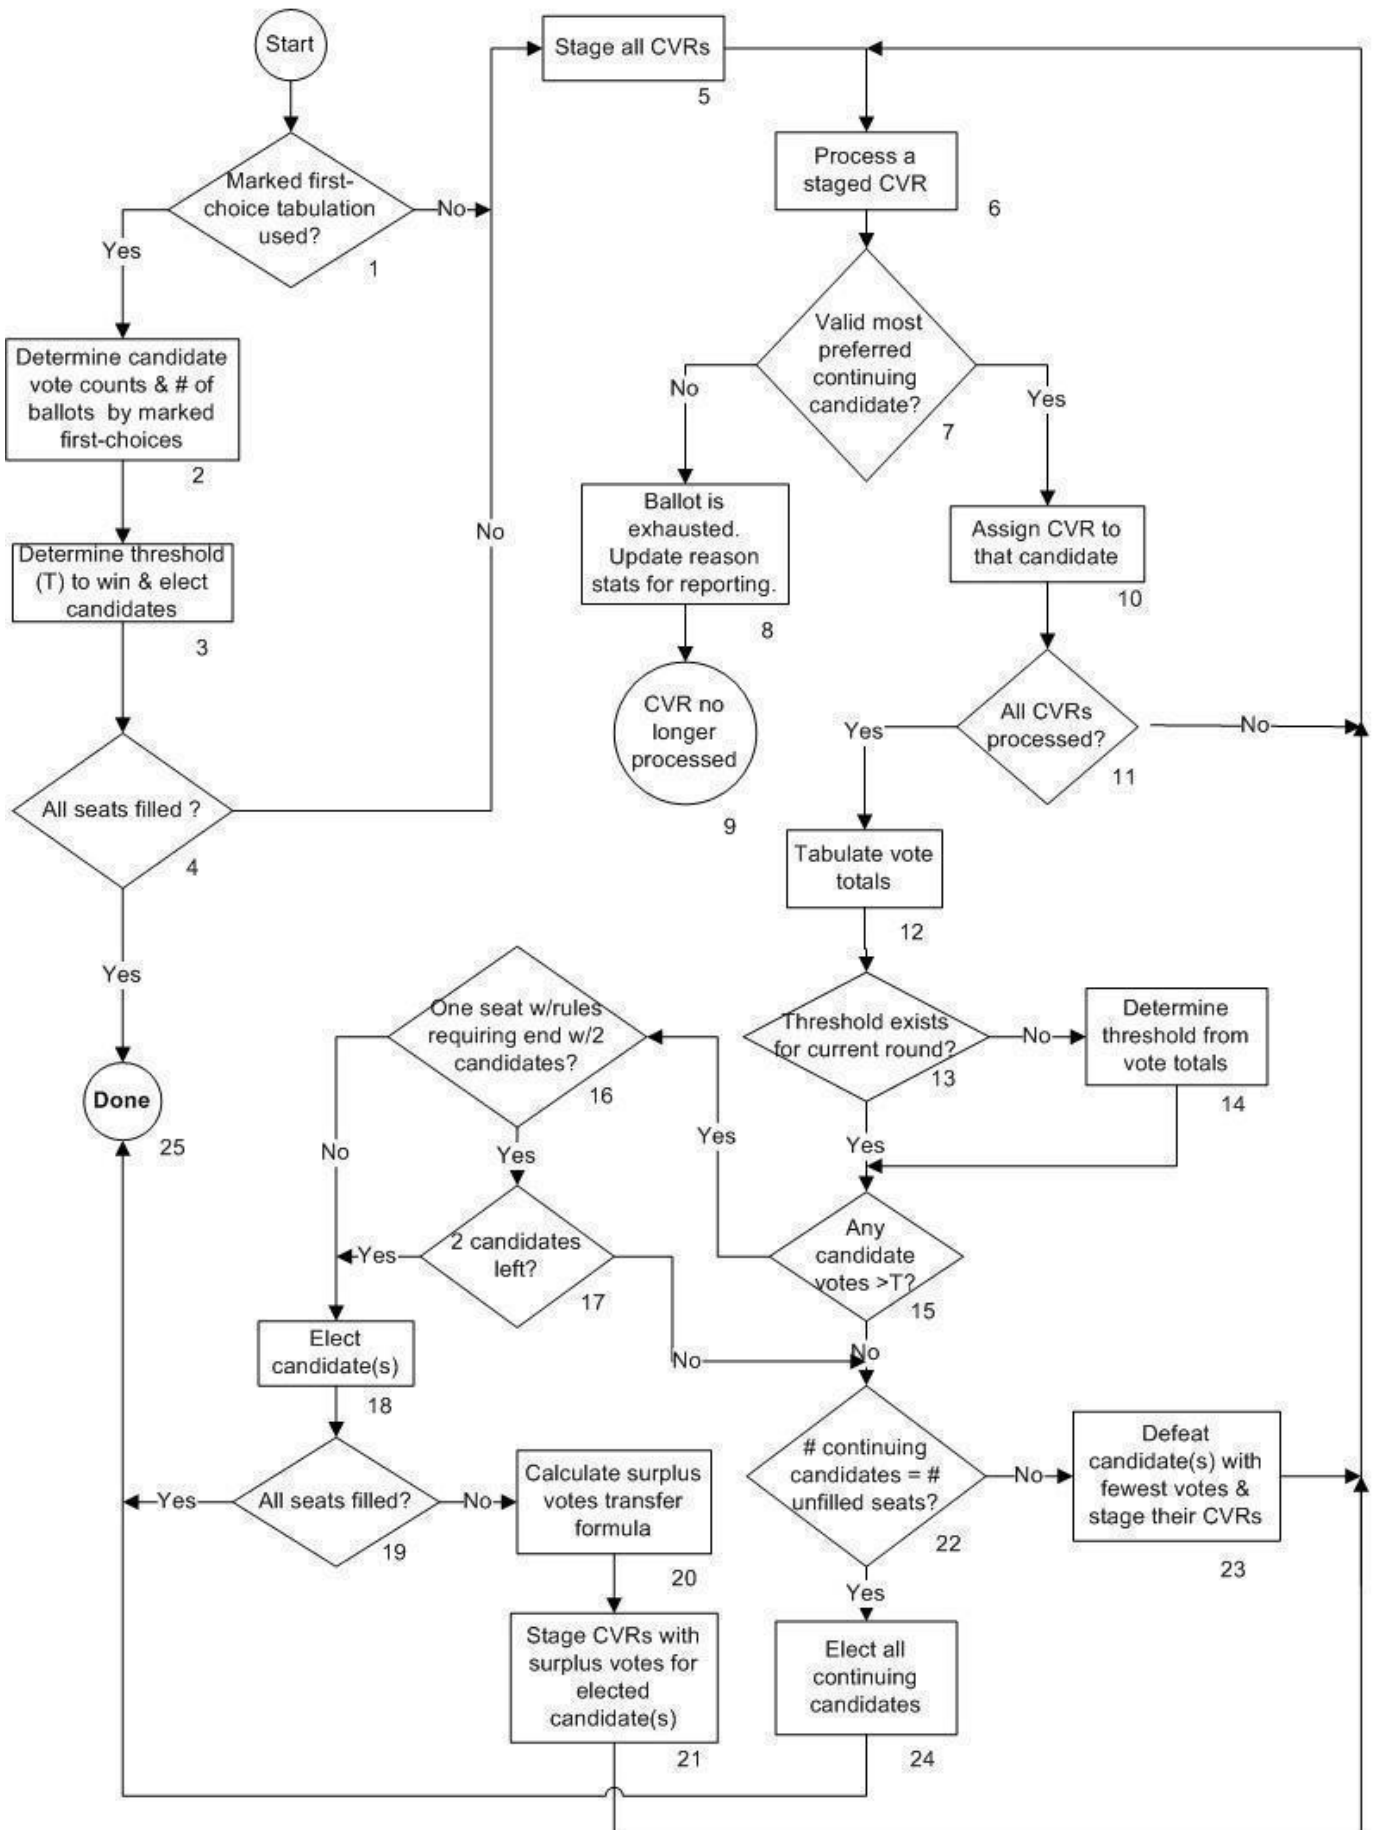 Start
Marked first-
choice tabulation
used?
1
No
Yes
Determine candidate
vote counts & # of
ballots by marked
first-choices
2
Determine threshold
(T) to win & elect
candidates
3
All seats filled ?
4
No
Yes
Done
25
Stage all CVRs
5
Process a
staged CVR
6
Valid most
preferred
continuing
candidate?
7
No
Yes
Ballot is
exhausted.
Update reason
stats for reporting.
8
CVR no
longer
processed
9
Assign CVR to
that candidate
10
All CVRs
processed?
11
Yes
No
Tabulate vote
totals
12
Threshold exists
for current round?
13
No
Determine
threshold from
vote totals
14
Yes
Any
candidate
votes >T?
15
Yes
No
One seat w/rules
requiring end w/2
candidates?
16
No
Yes
2 candidates
left?
17
Yes
No
Elect
candidate(s)
18
All seats filled?
19
Yes
No
Calculate surplus
votes transfer
formula
20
Stage CVRs with
surplus votes for
elected
candidate(s)
21
# continuing
candidates = #
unfilled seats?
22
No
Defeat
candidate(s) with
fewest votes &
stage their CVRs
23
Yes
Elect all
continuing
candidates
24